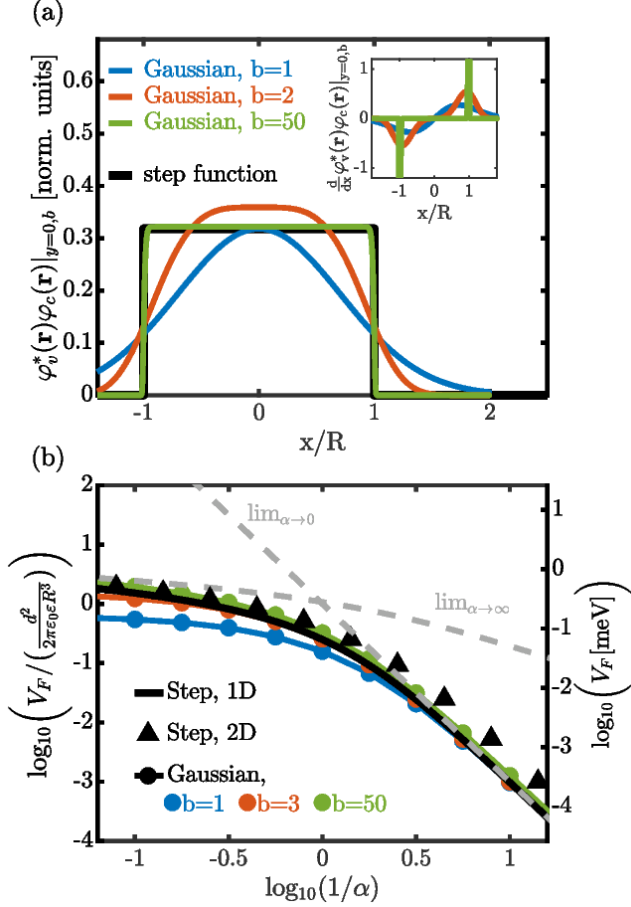 (a)
0.6
0.5
0.4
0.3
0.2
0.1
0
φ*v(r)φc(r)|y=0,b [norm. units]
Gaussian, b=1
Gaussian, b=2
Gaussian, b=50
step function
1
0
-1
d/dx φ*v(r)φc(r)|y=0,b
-1 0 1
x/R
-1 0 1 2
x/R
(b)
2
1
0
-1
-2
-3
-4
log10(VF/(d²/2πε0εR³))
limα→0
limα→∞
Step, 1D
Step, 2D
Gaussian,
b=1 b=3 b=50
1
0
-1
-2
-3
-4
log10(VF[meV])
-1 -0.5 0 0.5 1
log10(1/α)